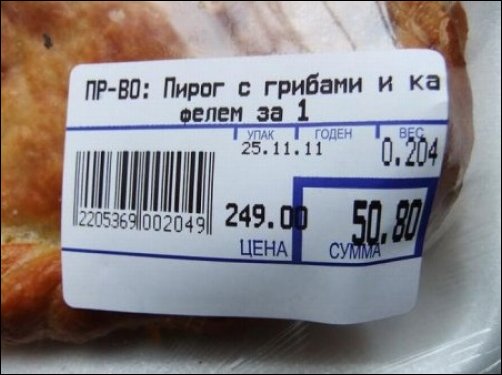 ПР-ВО: Пирог с грибами и ка
фелем за 1
УПАК ГОДЕН ВЕС
25.11.11 0.204
2205369 002049
249.00 50.80
ЦЕНА СУММА